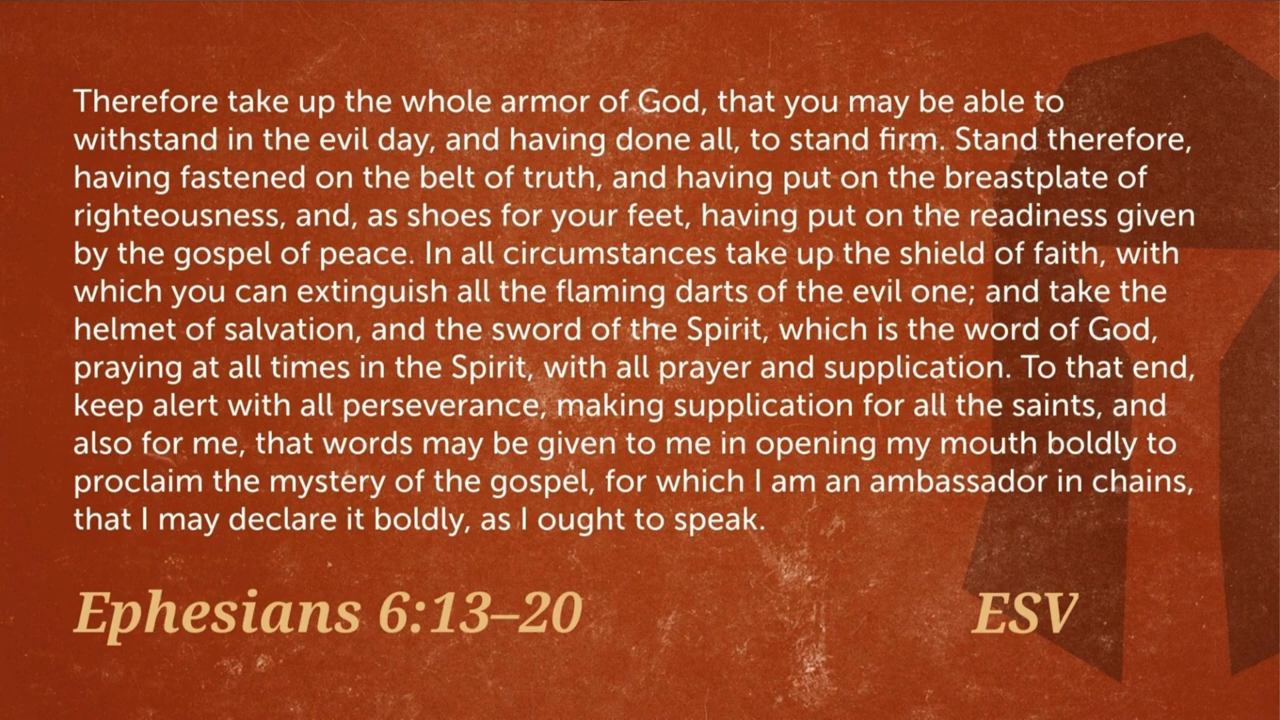 Therefore take up the whole armor of God, that you may be able to
withstand in the evil day, and having done all, to stand firm. Stand therefore,
having fastened on the belt of truth, and having put on the breastplate of
righteousness, and, as shoes for your feet, having put on the readiness given
by the gospel of peace. In all circumstances take up the shield of faith, with
which you can extinguish all the flaming darts of the evil one; and take the
helmet of salvation, and the sword of the Spirit, which is the word of God,
praying at all times in the Spirit, with all prayer and supplication. To that end,
keep alert with all perseverance, making supplication for all the saints, and
also for me, that words may be given to me in opening my mouth boldly to
proclaim the mystery of the gospel, for which I am an ambassador in chains,
that I may declare it boldly, as I ought to speak.
Ephesians 6:13–20 ESV